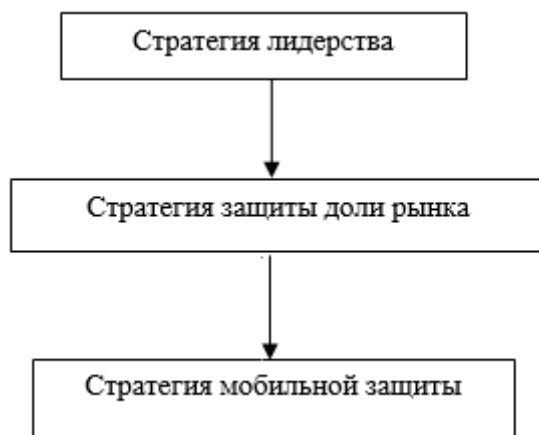 Стратегия лидерства
Стратегия защиты доли рынка
Стратегия мобильной защиты